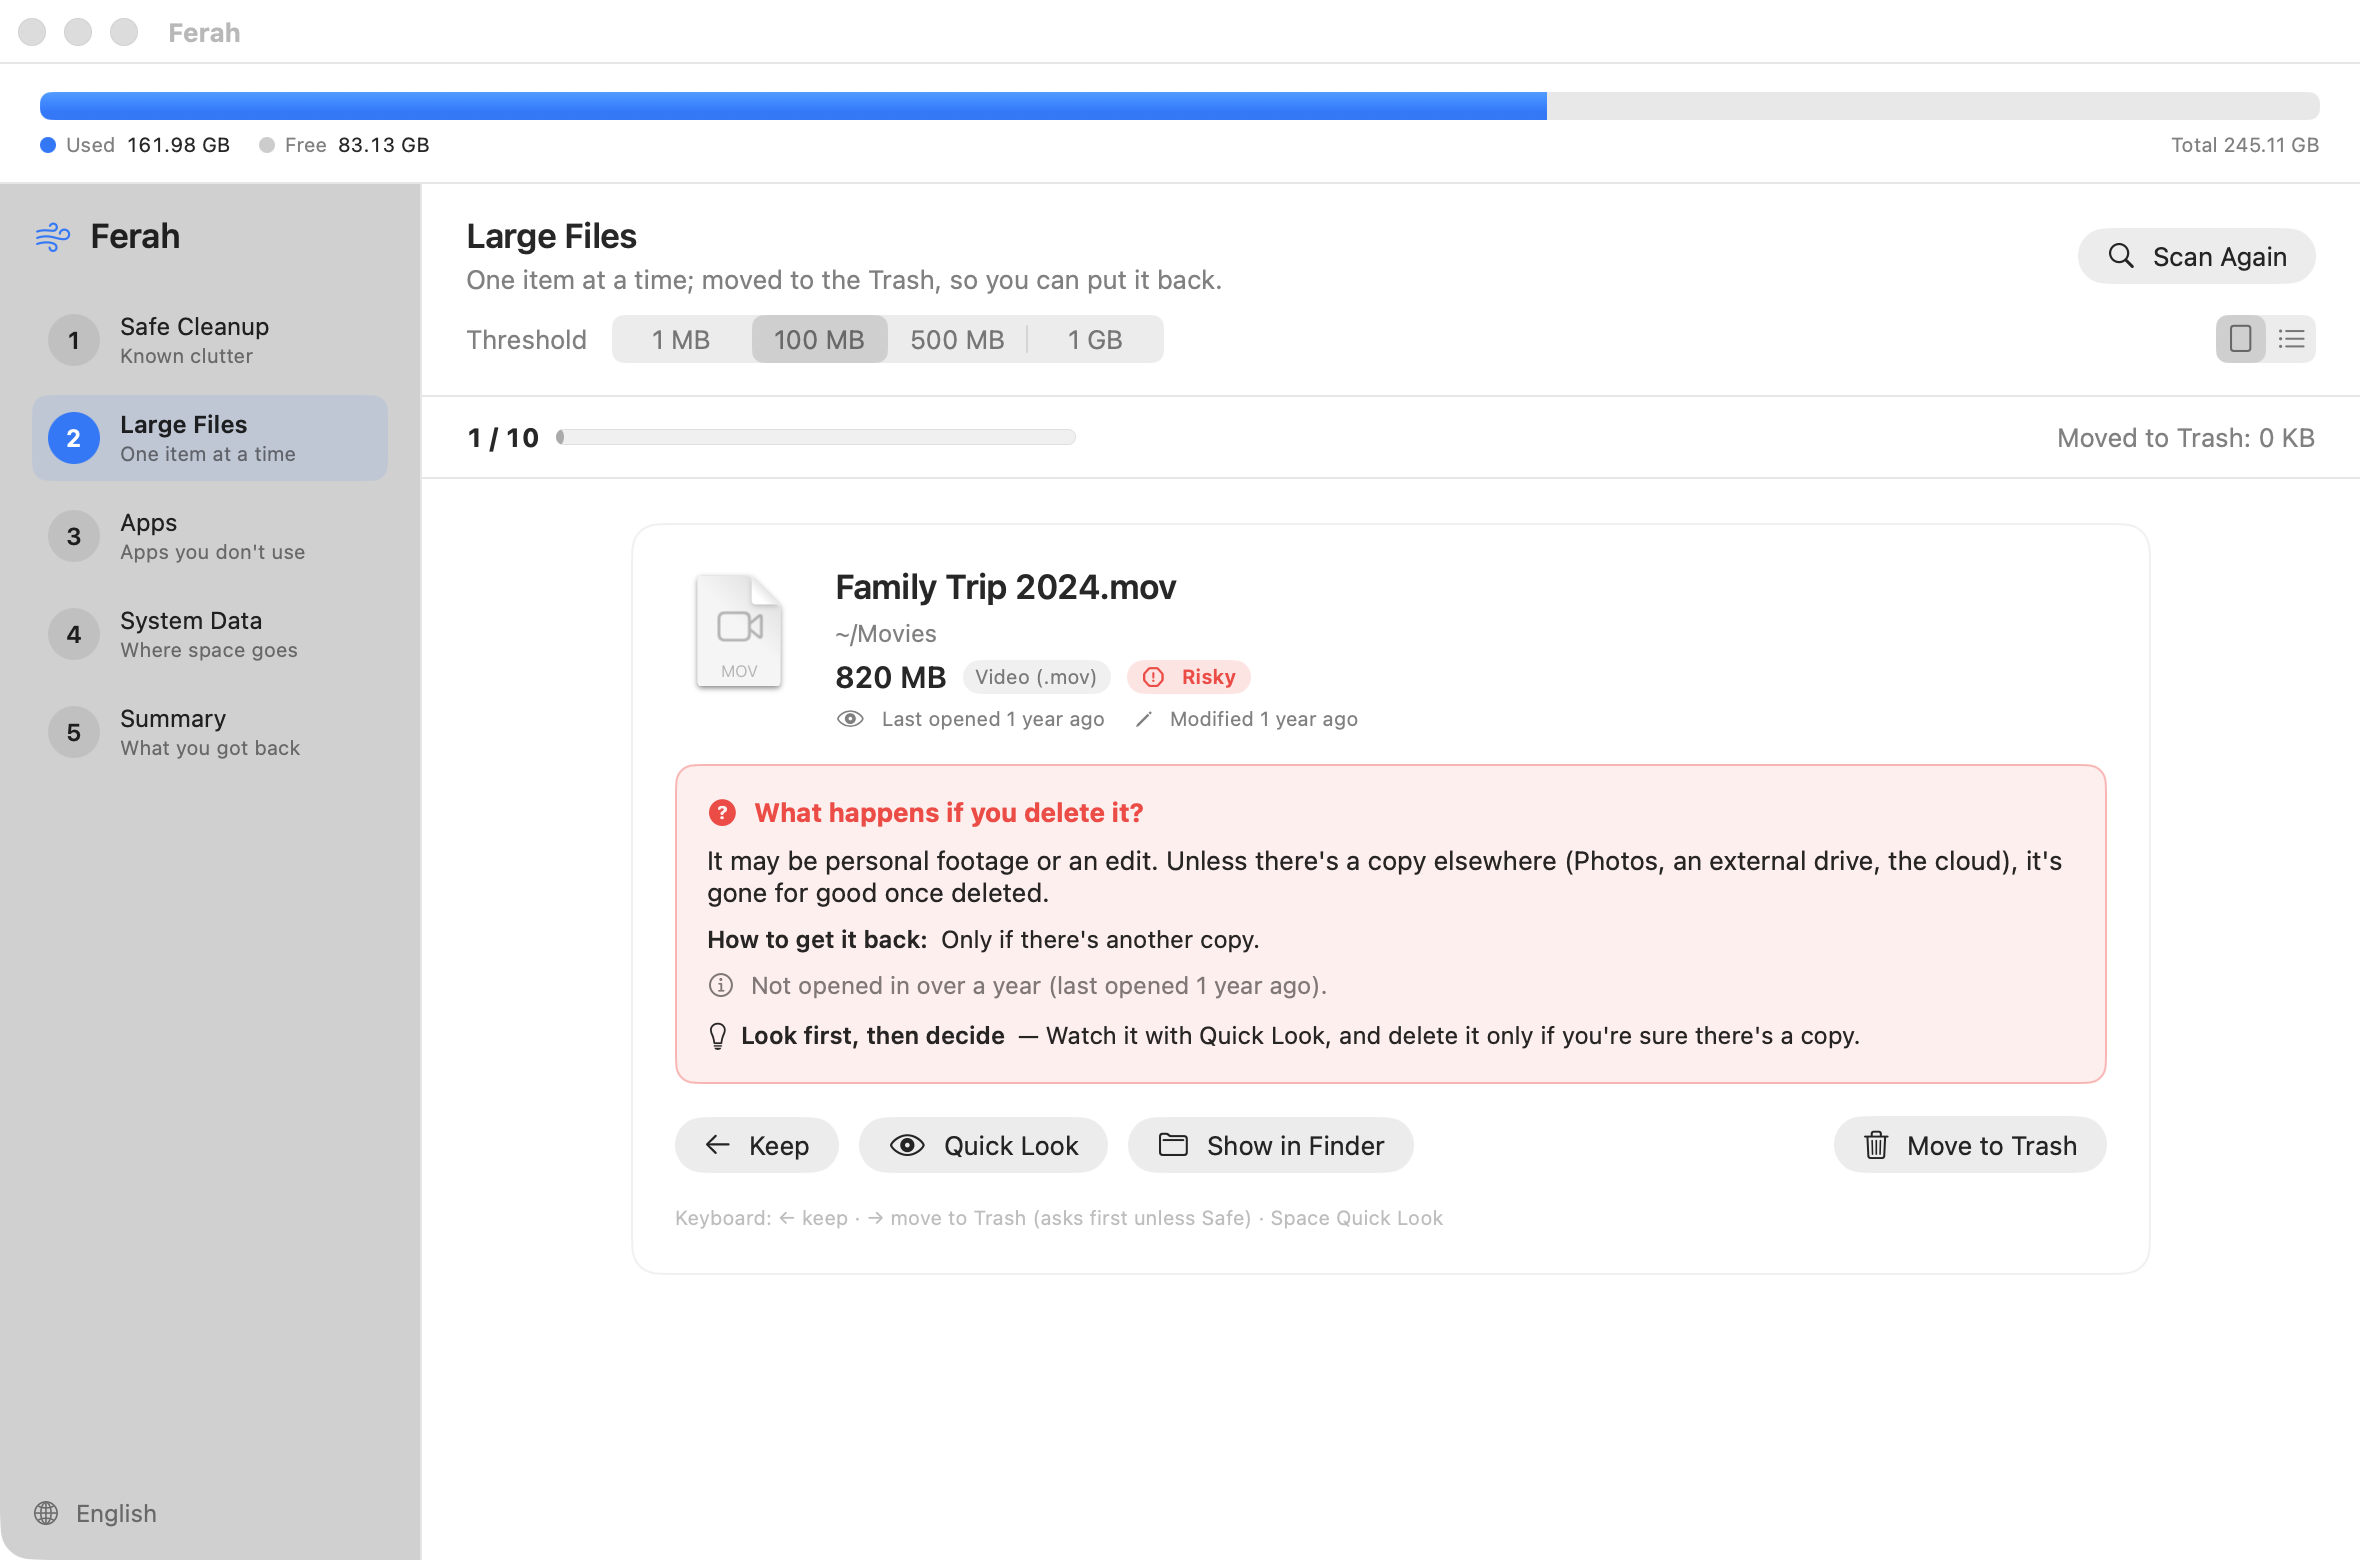 Ferah
Used 161.98 GB Free 83.13 GB
Total 245.11 GB
Ferah
1 Safe Cleanup
Known clutter
2 Large Files
One item at a time
3 Apps
Apps you don't use
4 System Data
Where space goes
5 Summary
What you got back
English
Large Files
One item at a time; moved to the Trash, so you can put it back.
Scan Again
Threshold 1 MB 100 MB 500 MB 1 GB
1 / 10
Moved to Trash: 0 KB
MOV
Family Trip 2024.mov
~/Movies
820 MB Video (.mov) Risky
Last opened 1 year ago Modified 1 year ago
What happens if you delete it?
It may be personal footage or an edit. Unless there's a copy elsewhere (Photos, an external drive, the cloud), it's
gone for good once deleted.
How to get it back: Only if there's another copy.
Not opened in over a year (last opened 1 year ago).
Look first, then decide — Watch it with Quick Look, and delete it only if you're sure there's a copy.
← Keep Quick Look Show in Finder Move to Trash
Keyboard: ← keep · → move to Trash (asks first unless Safe) · Space Quick Look